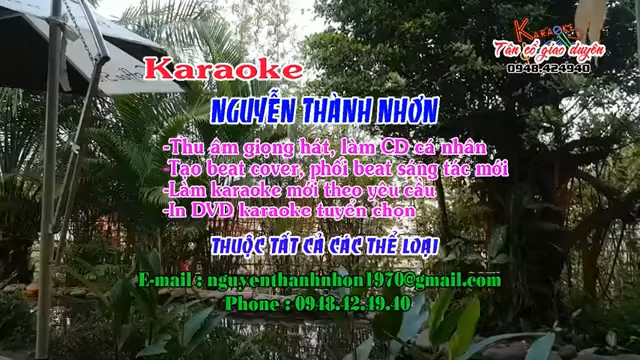 KARAOKE
Tân cổ giao duyên
0948.424940
Karaoke
NGUYỄN THÀNH NHƠN
-Thu âm giọng hát, làm CD cá nhân
-Tạo beat cover, phối beat sáng tác mới
-Làm karaoke mới theo yêu cầu
-In DVD karaoke tuyển chọn
THUỘC TẤT CẢ CÁC THỂ LOẠI
E-mail : nguyenthanhnhon1970@gmail.com
Phone : 0948.42.49.40